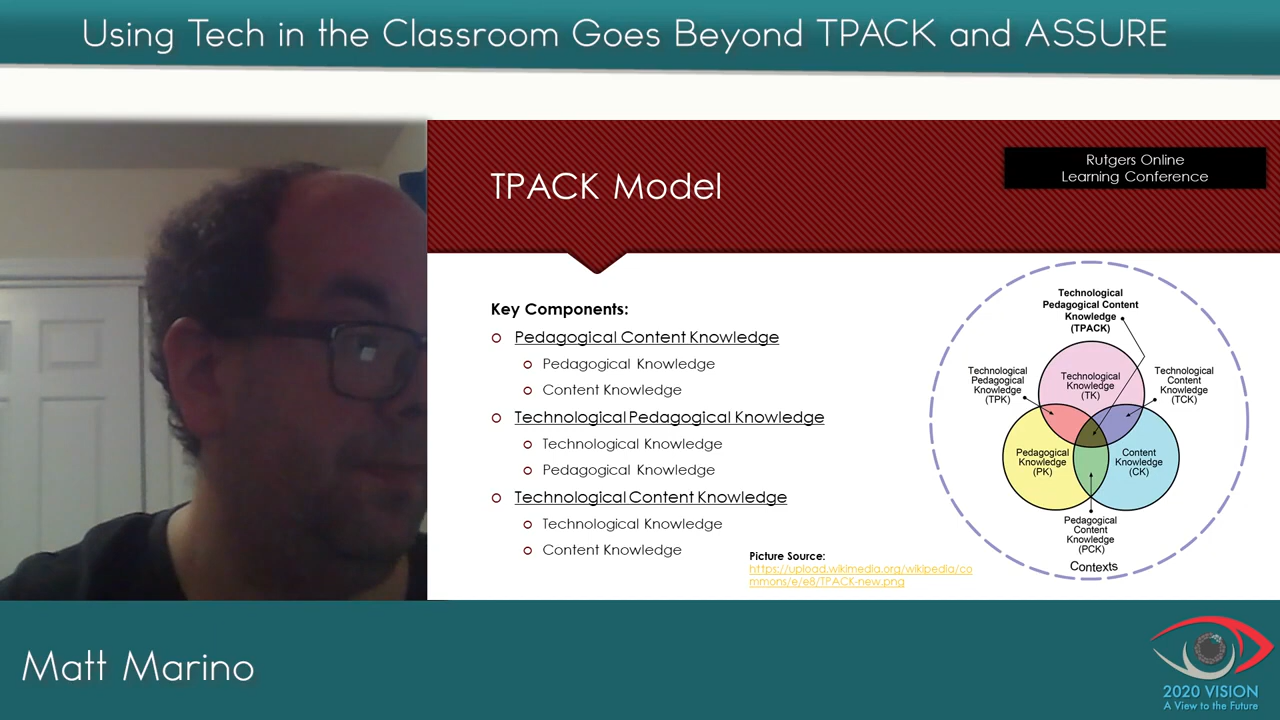 Using Tech in the Classroom Goes Beyond TPACK and ASSURE
TPACK Model
Rutgers Online
Learning Conference
Key Components:
Pedagogical Content Knowledge
Pedagogical Knowledge
Content Knowledge
Technological Pedagogical Knowledge
Technological Knowledge
Pedagogical Knowledge
Technological Content Knowledge
Technological Knowledge
Content Knowledge
Picture Source:
https://upload.wikimedia.org/wikipedia/co
mmons/e/e8/TPACK-new.png
Technological
Pedagogical Content
Knowledge
(TPACK)
Technological
Pedagogical
Knowledge
(TPK)
Technological
Knowledge
(TK)
Technological
Content
Knowledge
(TCK)
Pedagogical
Knowledge
(PK)
Content
Knowledge
(CK)
Pedagogical
Content
Knowledge
(PCK)
Contexts
Matt Marino
2020 VISION
A View to the Future